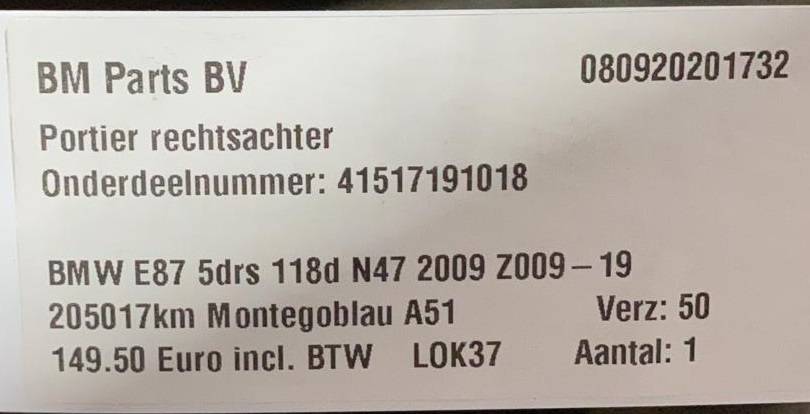 BM Parts BV 080920201732
Portier rechtsachter
Onderdeelnummer: 41517191018
BMW E87 5drs 118d N47 2009 Z009 – 19
205017km Montegoblau A51 Verz: 50
149.50 Euro incl. BTW LOK37 Aantal: 1